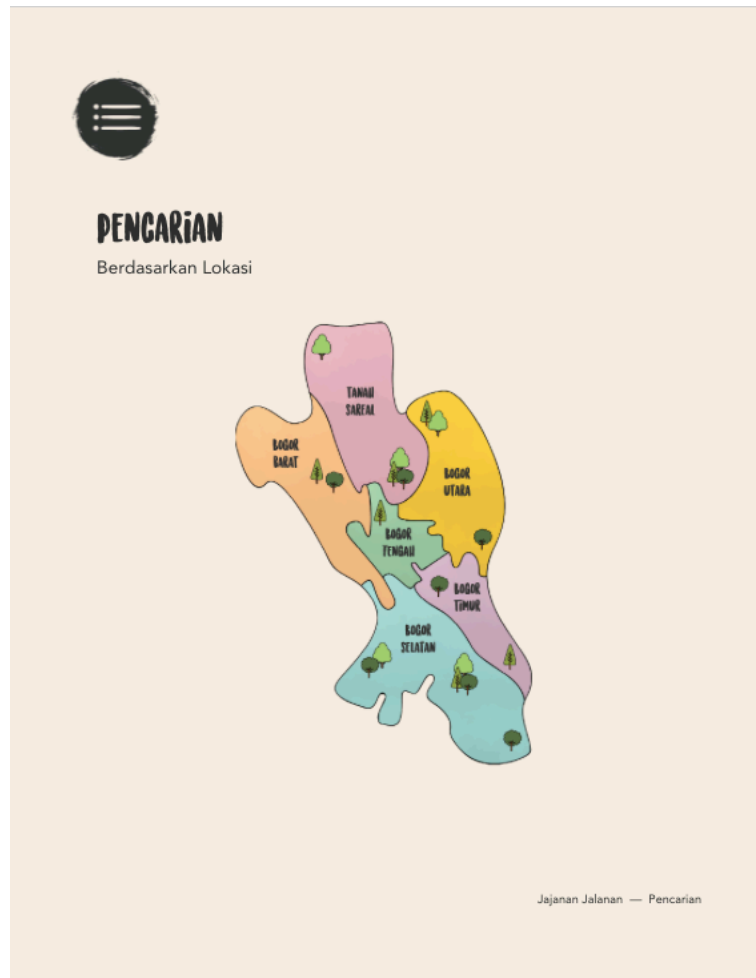 PENCARiAN
Berdasarkan Lokasi
TANAH
SAREAL
BOGOR
BARAT
BOGOR
UTARA
BOGOR
TENGAH
BOGOR
TIMUR
BOGOR
SELATAN
Jajanan Jalanan — Pencarian